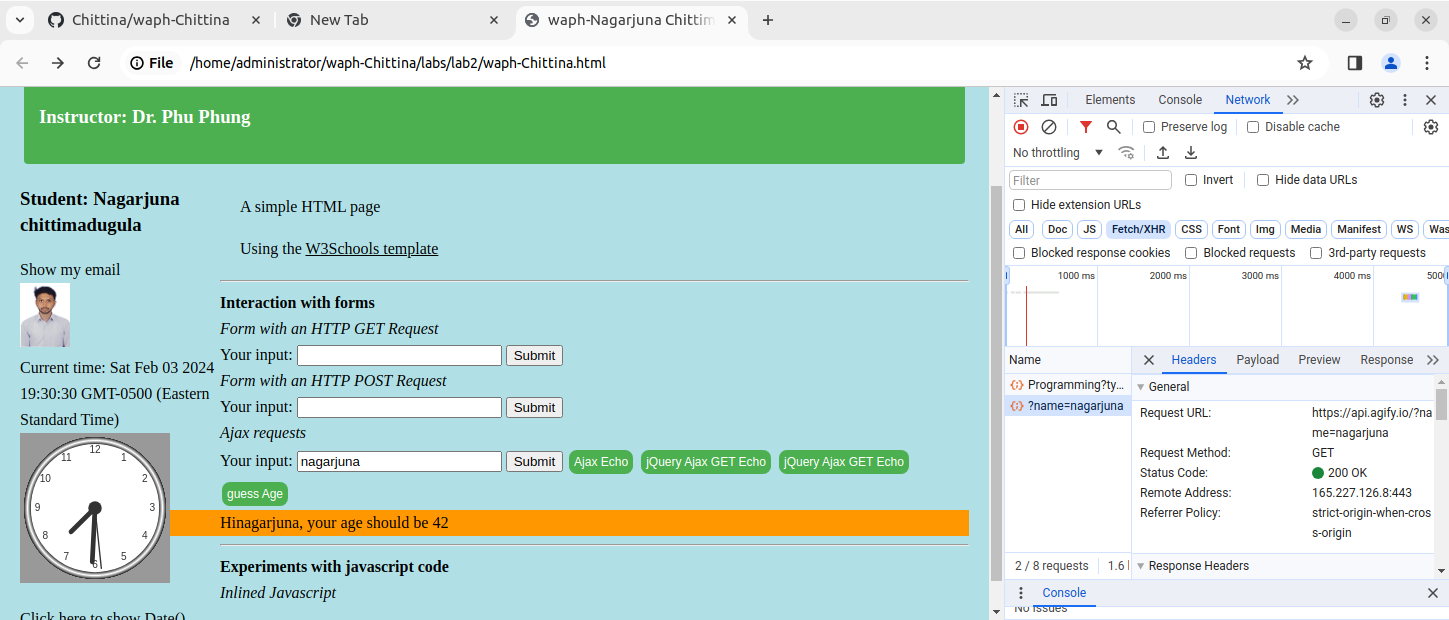 Chittina/waph-Chittina
New Tab
waph-Nagarjuna Chittim
File /home/administrator/waph-Chittina/labs/lab2/waph-Chittina.html
Instructor: Dr. Phu Phung
Student: Nagarjuna
chittimadugula
Show my email
Current time: Sat Feb 03 2024
19:30:30 GMT-0500 (Eastern
Standard Time)
12
1
2
3
4
5
6
7
8
9
10
11
Click here to show Date()
A simple HTML page
Using the W3Schools template
Interaction with forms
Form with an HTTP GET Request
Your input: Submit
Form with an HTTP POST Request
Your input: Submit
Ajax requests
Your input: nagarjuna Submit Ajax Echo jQuery Ajax GET Echo jQuery Ajax GET Echo
guess Age
Hinagarjuna, your age should be 42
Experiments with javascript code
Inlined Javascript
Elements Console Network
Preserve log Disable cache
No throttling
Filter Invert Hide data URLs
Hide extension URLs
All Doc JS Fetch/XHR CSS Font Img Media Manifest WS Was
Blocked response cookies Blocked requests 3rd-party requests
1000 ms 2000 ms 3000 ms 4000 ms 500
Name Headers Payload Preview Response
Programming?ty...
?name=nagarjuna
General
Request URL: https://api.agify.io/?na
me=nagarjuna
Request Method: GET
Status Code: 200 OK
Remote Address: 165.227.126.8:443
Referrer Policy: strict-origin-when-cros
s-origin
Response Headers
2 / 8 requests 1.6
Console
No issues